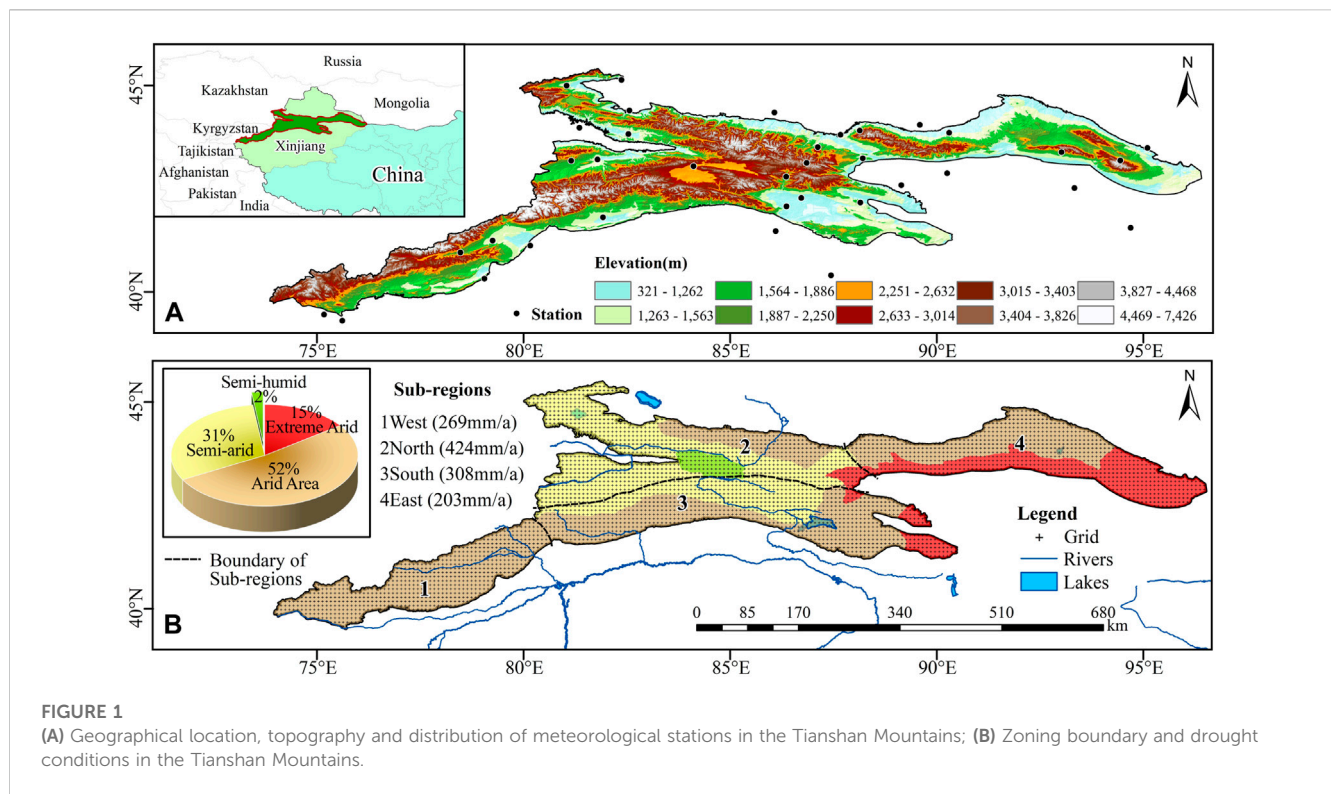 Russia
Kazakhstan
Mongolia
Kyrgyzstan
Tajikistan
Xinjiang
Afghanistan
China
Pakistan
India
N
45°N
40°N
Elevation(m)
321 - 1,262
1,564 - 1,886
2,251 - 2,632
3,015 - 3,403
3,827 - 4,468
Station
1,263 - 1,563
1,887 - 2,250
2,633 - 3,014
3,404 - 3,826
4,469 - 7,426
A
75°E
80°E
85°E
90°E
95°E
Semi-humid
2%
15%
Extreme Arid
31%
Semi-arid
52%
Arid Area
Sub-regions
1West (269mm/a)
2North (424mm/a)
3South (308mm/a)
4East (203mm/a)
Boundary of
Sub-regions
N
45°N
40°N
1
2
3
4
Legend
Grid
Rivers
Lakes
0 85 170 340 510 680
km
B
75°E
80°E
85°E
90°E
95°E
FIGURE 1
(A) Geographical location, topography and distribution of meteorological stations in the Tianshan Mountains; (B) Zoning boundary and drought
conditions in the Tianshan Mountains.